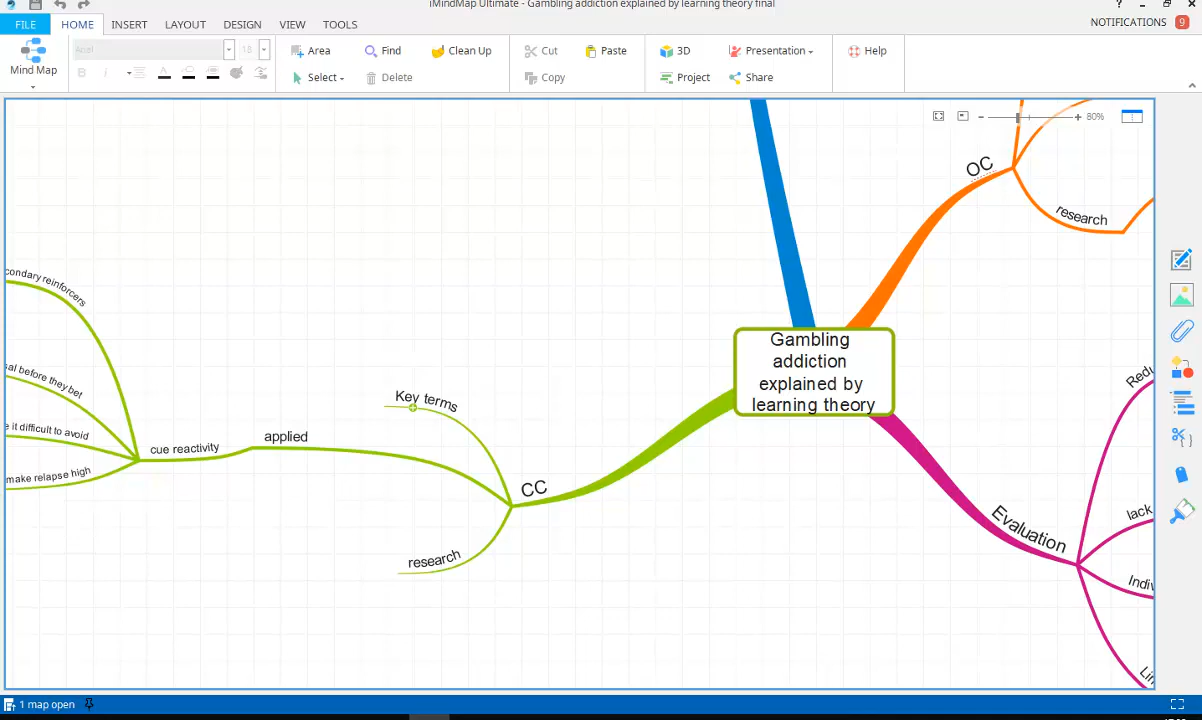 iMindMap Ultimate - Gambling addiction explained by learning theory final
FILE HOME INSERT LAYOUT DESIGN VIEW TOOLS
NOTIFICATIONS 9
Mind Map
Arial 18
Area Find Clean Up
Select Delete
Cut Paste
Copy
3D Presentation Help
Project Share
80%
OC
research
condary reinforcers
sal before they bet
e it difficult to avoid
make relapse high
cue reactivity
applied
Key terms
CC
research
Gambling
addiction
explained by
learning theory
Evaluation
Redu
lack
Indiv
Lim
1 map open